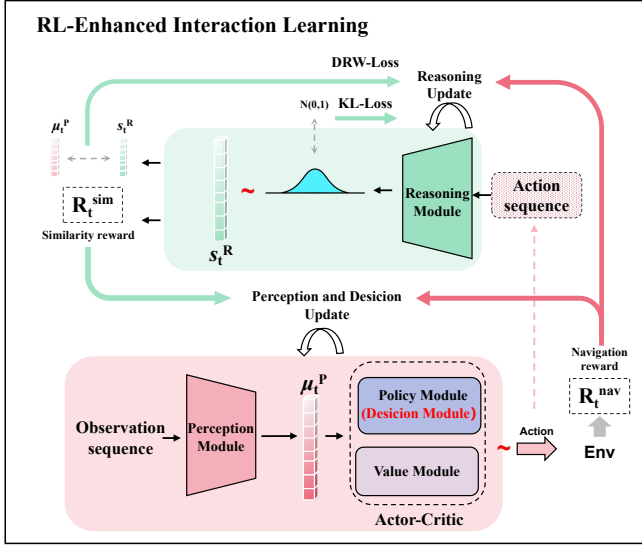 RL-Enhanced Interaction Learning
DRW-Loss
Reasoning
Update
N(0,1)
KL-Loss
μtP
stR
Rtsim
Similarity reward
stR
~
Reasoning
Module
Action
sequence
Perception and Desicion
Update
Navigation
reward
Rtnav
Env
Observation
sequence
Perception
Module
μtP
Policy Module
(Desicion Module)
Value Module
Actor-Critic
~
Action